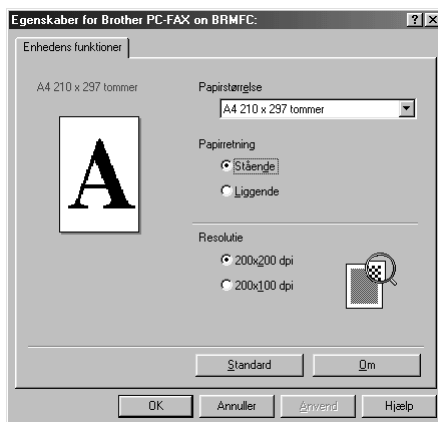 Egenskaber for Brother PC-FAX on BRMFC:
Enhedens funktioner
A4 210 x 297 tommer
A
Papirstørrelse
A4 210 x 297 tommer
Papirretning
Stående
Liggende
Resolutie
200x200 dpi
200x100 dpi
Standard
Om
OK
Annuller
Anvend
Hjælp